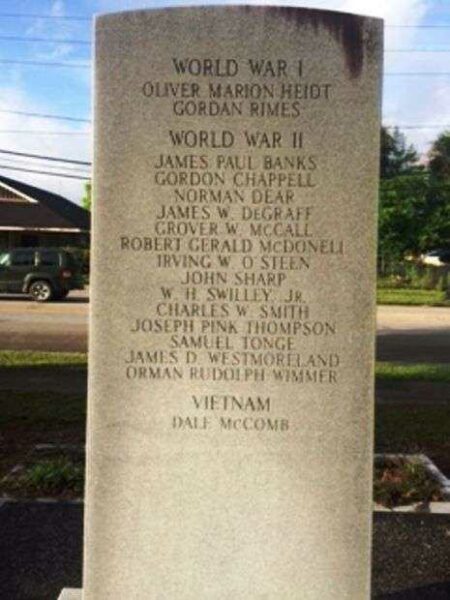 WORLD WAR I
OLIVER MARION HEIDT
GORDAN RIMES
WORLD WAR II
JAMES PAUL BANKS
GORDON CHAPPELL
NORMAN DEAR
JAMES W. DeGRAFF
GROVER W. McCALL
ROBERT GERALD McDONELL
IRVING W. O'STEEN
JOHN SHARP
W. H. SWILLEY, JR.
CHARLES W. SMITH
JOSEPH PINK THOMPSON
SAMUEL TONGE
JAMES D. WESTMORELAND
ORMAN RUDOLPH WIMMER
VIETNAM
DALE McCOMB